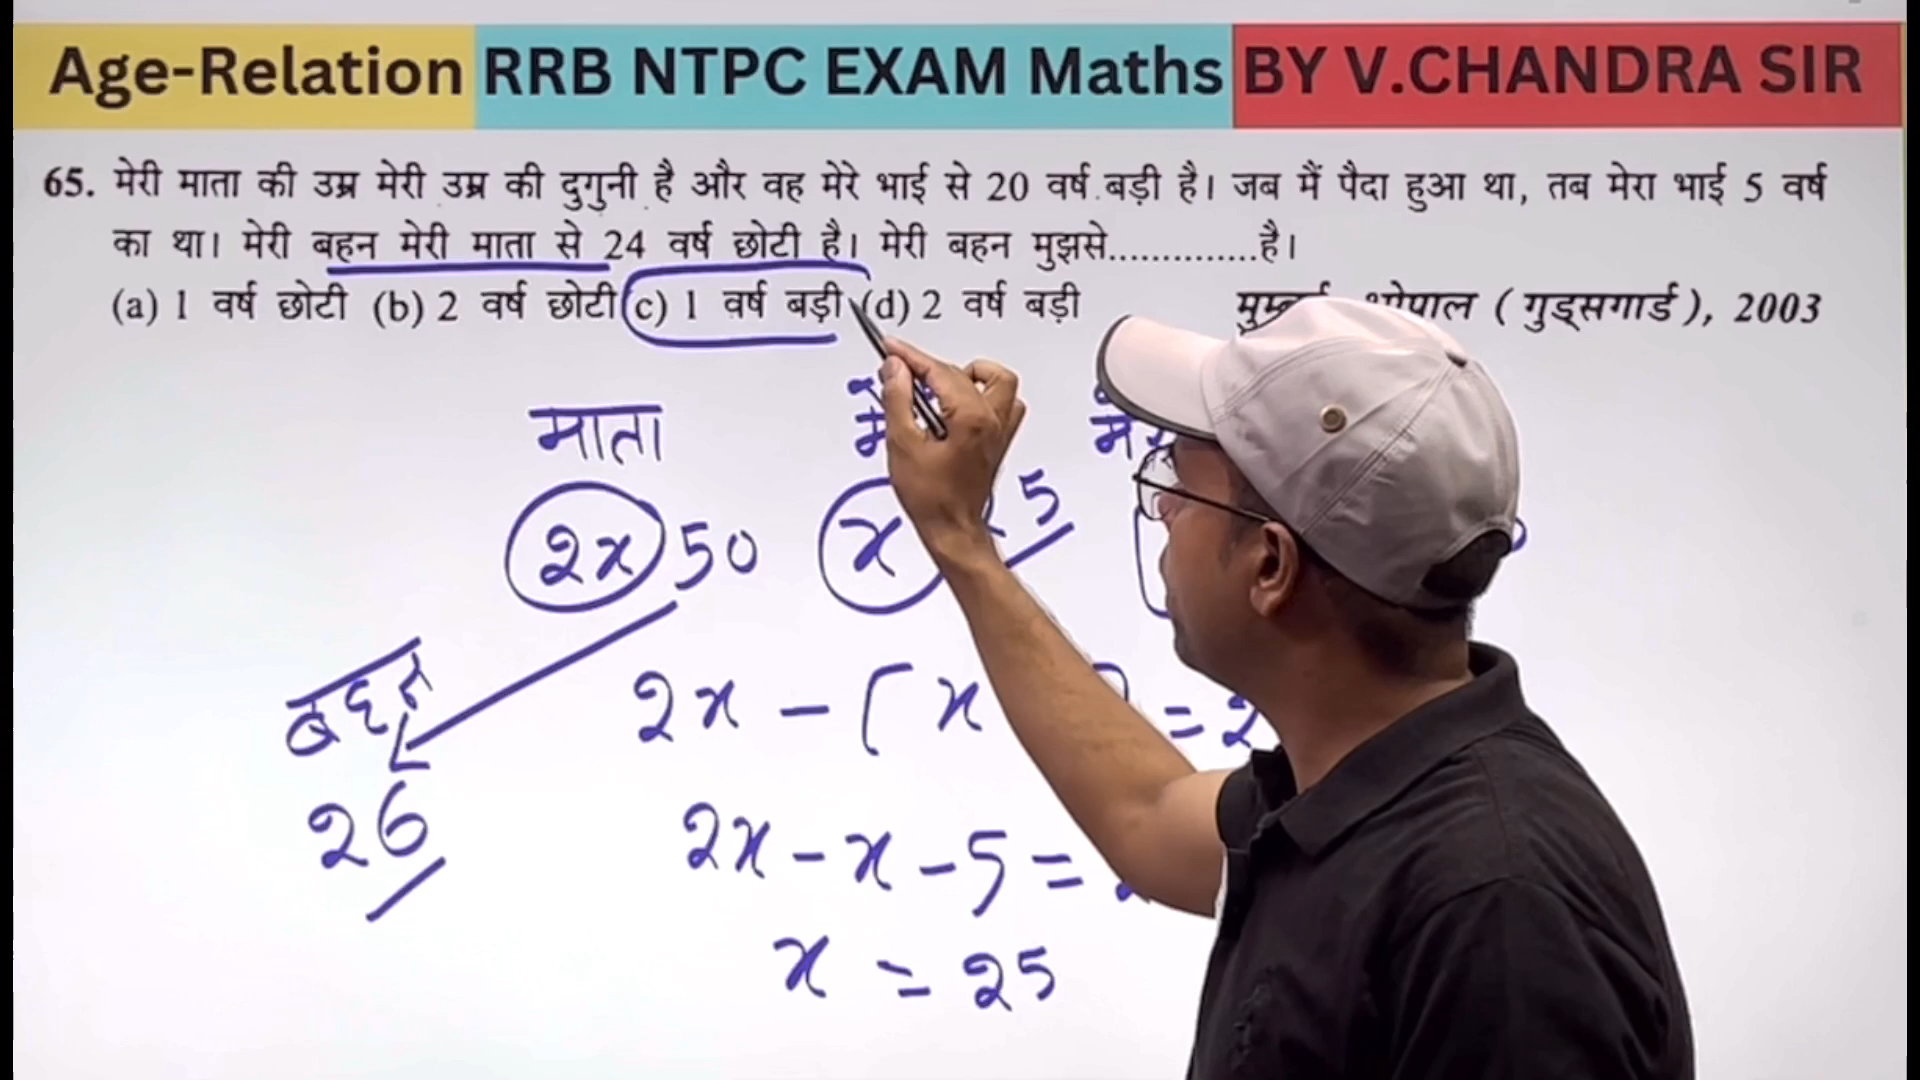 Age-Relation RRB NTPC EXAM Maths BY V.CHANDRA SIR
65. मेरी माता की उम्र मेरी उम्र की दुगुनी है और वह मेरे भाई से 20 वर्ष बड़ी है। जब मैं पैदा हुआ था, तब मेरा भाई 5 वर्ष
का था। मेरी बहन मेरी माता से 24 वर्ष छोटी है। मेरी बहन मुझसे..............है।
(a) 1 वर्ष छोटी (b) 2 वर्ष छोटी (c) 1 वर्ष बड़ी (d) 2 वर्ष बड़ी (गुड्सगार्ड), 2003
माता
2x 50 x 5
बहन 2x - ( x = 2
26 2x - x - 5 =
x = 25